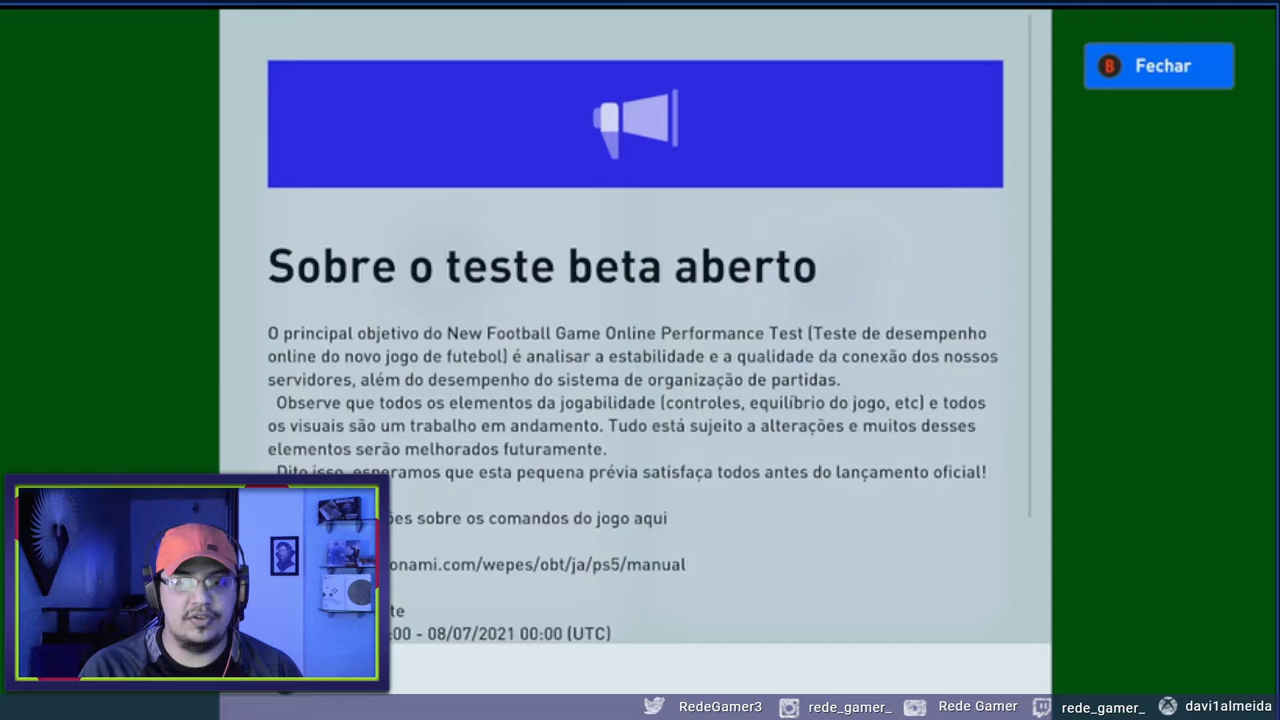 B Fechar
Sobre o teste beta aberto
O principal objetivo do New Football Game Online Performance Test (Teste de desempenho
online do novo jogo de futebol) é analisar a estabilidade e a qualidade da conexão dos nossos
servidores, além do desempenho do sistema de organização de partidas.
Observe que todos os elementos da jogabilidade (controles, equilíbrio do jogo, etc) e todos
os visuais são um trabalho em andamento. Tudo está sujeito a alterações e muitos desses
elementos serão melhorados futuramente.
Dito isso, esperamos que esta pequena prévia satisfaça todos antes do lançamento oficial!
sobre os comandos do jogo aqui
onami.com/wepes/obt/ja/ps5/manual
te
:00 - 08/07/2021 00:00 (UTC)
RedeGamer3 rede_gamer_ Rede Gamer rede_gamer_ davi1almeida